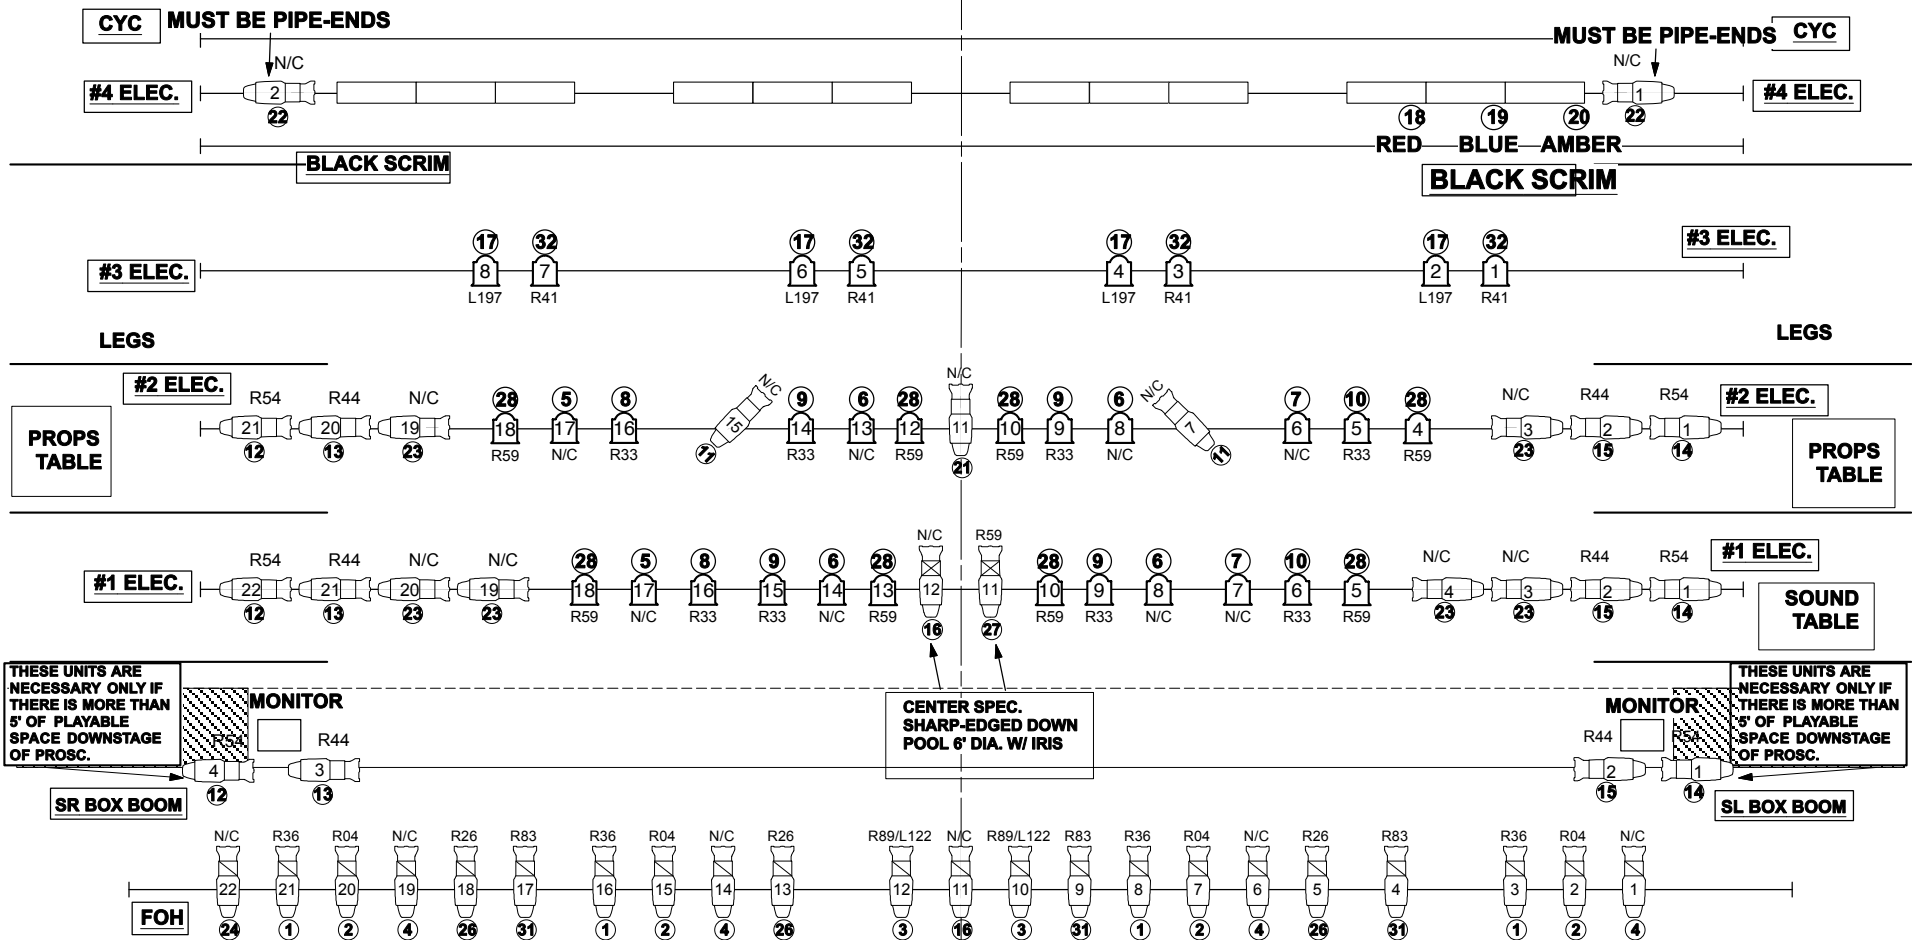 CYC MUST BE PIPE-ENDS
MUST BE PIPE-ENDS CYC
N/C N/C
#4 ELEC. 2 1 #4 ELEC.
22 18 19 20 22
RED BLUE AMBER
BLACK SCRIM
BLACK SCRIM
17 32 17 32 17 32 17 32
#3 ELEC.
#3 ELEC. 8 7 6 5 4 3 2 1
L197 R41 L197 R41 L197 R41 L197 R41
LEGS
LEGS
#2 ELEC. R54 R44 N/C N/C N/C N/C N/C R44 R54 #2 ELEC.
28 5 8 9 6 28 28 9 6 7 10 28
21 20 19 18 17 16 15 14 13 12 11 10 9 8 7 6 5 4 3 2 1
12 13 23 R59 N/C R33 11 R33 N/C R59 21 R59 R33 N/C 11 N/C R33 R59 23 15 14
PROPS
TABLE
PROPS
TABLE
N/C R59
R54 R44 N/C N/C N/C N/C R44 R54
#1 ELEC.
#1 ELEC.
28 5 8 9 6 28 28 9 6 7 10 28
22 21 20 19 18 17 16 15 14 13 12 11 10 9 8 7 6 5 4 3 2 1
12 13 23 23 R59 N/C R33 R33 N/C R59 16 27 R59 R33 N/C N/C R33 R59 23 23 15 14
SOUND
TABLE
THESE UNITS ARE
NECESSARY ONLY IF
THERE IS MORE THAN
5' OF PLAYABLE
SPACE DOWNSTAGE
OF PROSC.
MONITOR
R54 R44
4 3
12 13
SR BOX BOOM
CENTER SPEC.
SHARP-EDGED DOWN
POOL 6' DIA. W/ IRIS
MONITOR
THESE UNITS ARE
NECESSARY ONLY IF
THERE IS MORE THAN
5' OF PLAYABLE
SPACE DOWNSTAGE
OF PROSC.
R44 R54
2 1
15 14
SL BOX BOOM
N/C R36 R04 N/C R26 R83 R36 R04 N/C R26 R89/L122 N/C R89/L122 R83 R36 R04 N/C R26 R83 R36 R04 N/C
22 21 20 19 18 17 16 15 14 13 12 11 10 9 8 7 6 5 4 3 2 1
FOH
24 1 2 4 26 31 1 2 4 26 3 16 3 31 1 2 4 26 31 1 2 4